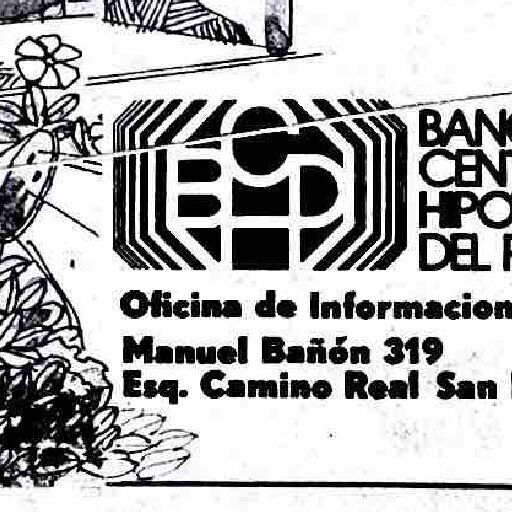 BANC
CENT
HIPO
DEL P
Oficina de Informacion
Manuel Bañón 319
Esq. Camino Real San